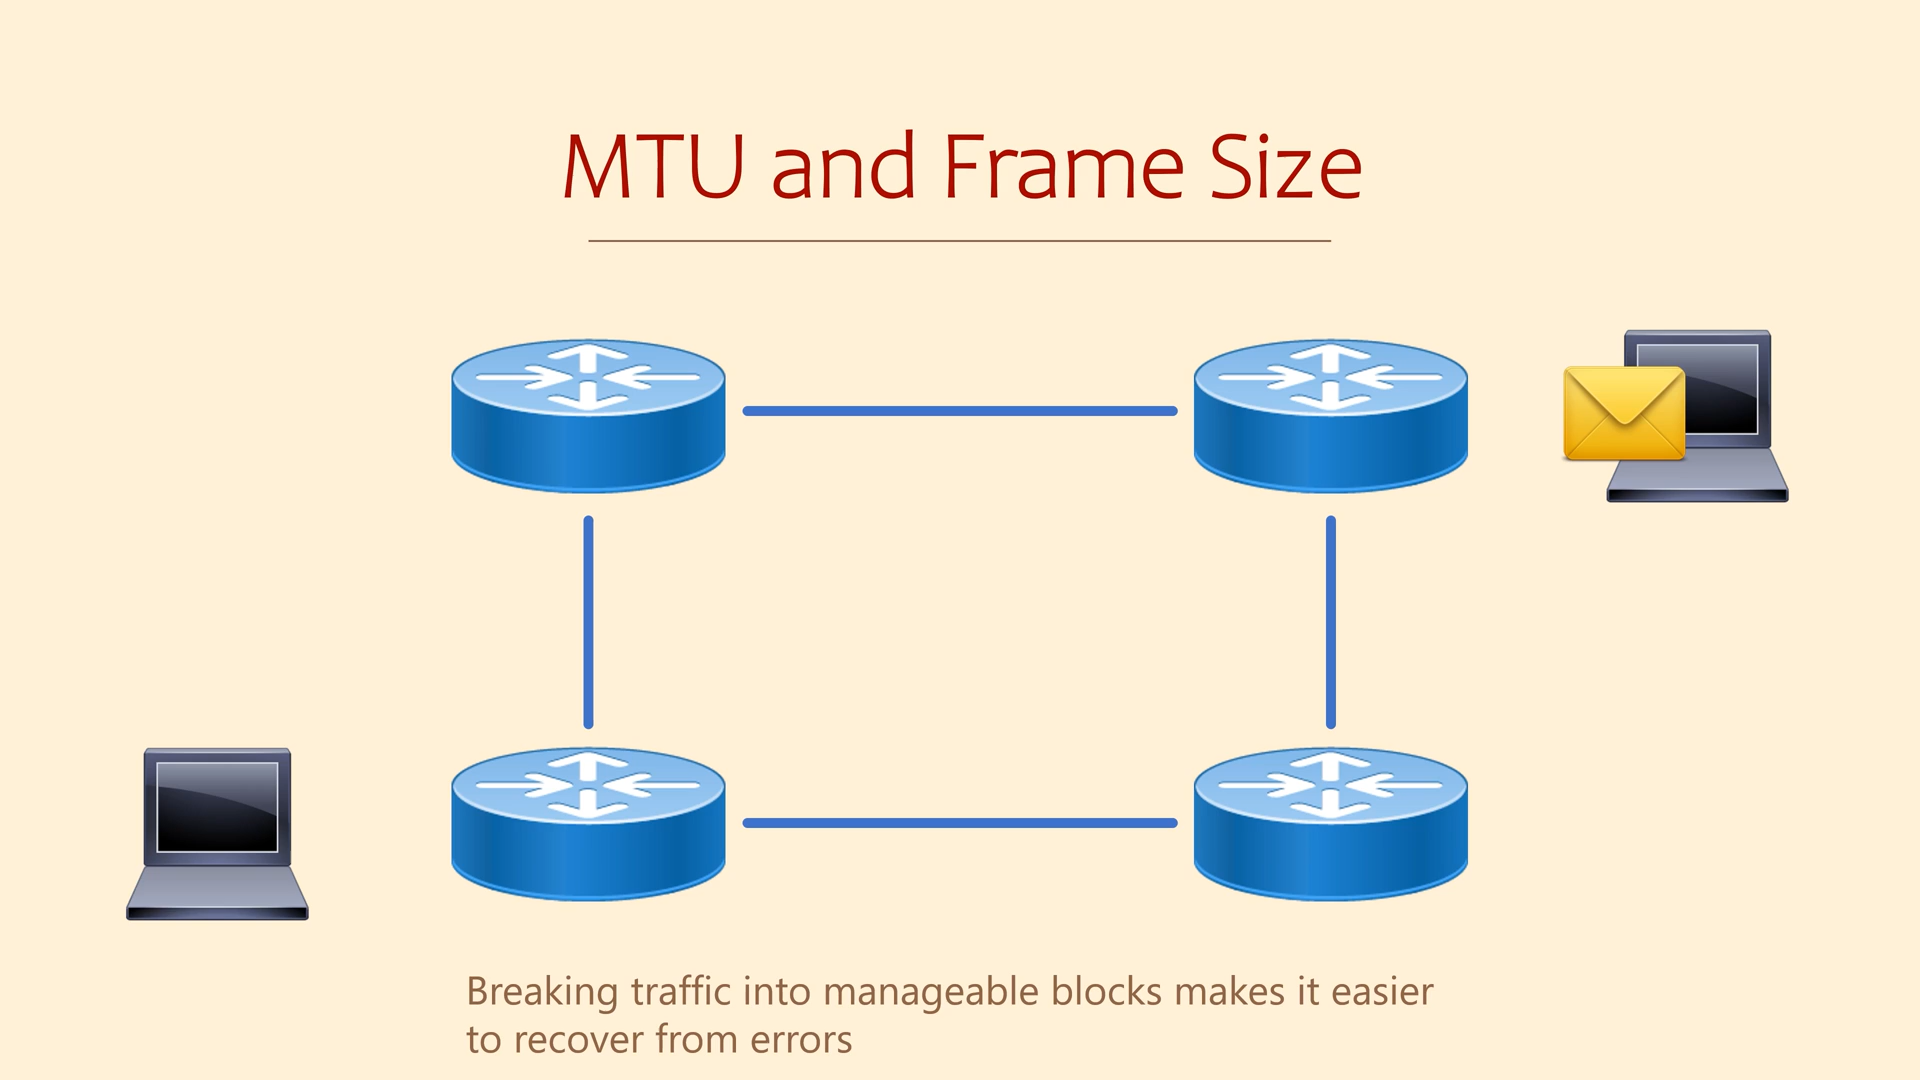 MTU and Frame Size
Breaking traffic into manageable blocks makes it easier
to recover from errors